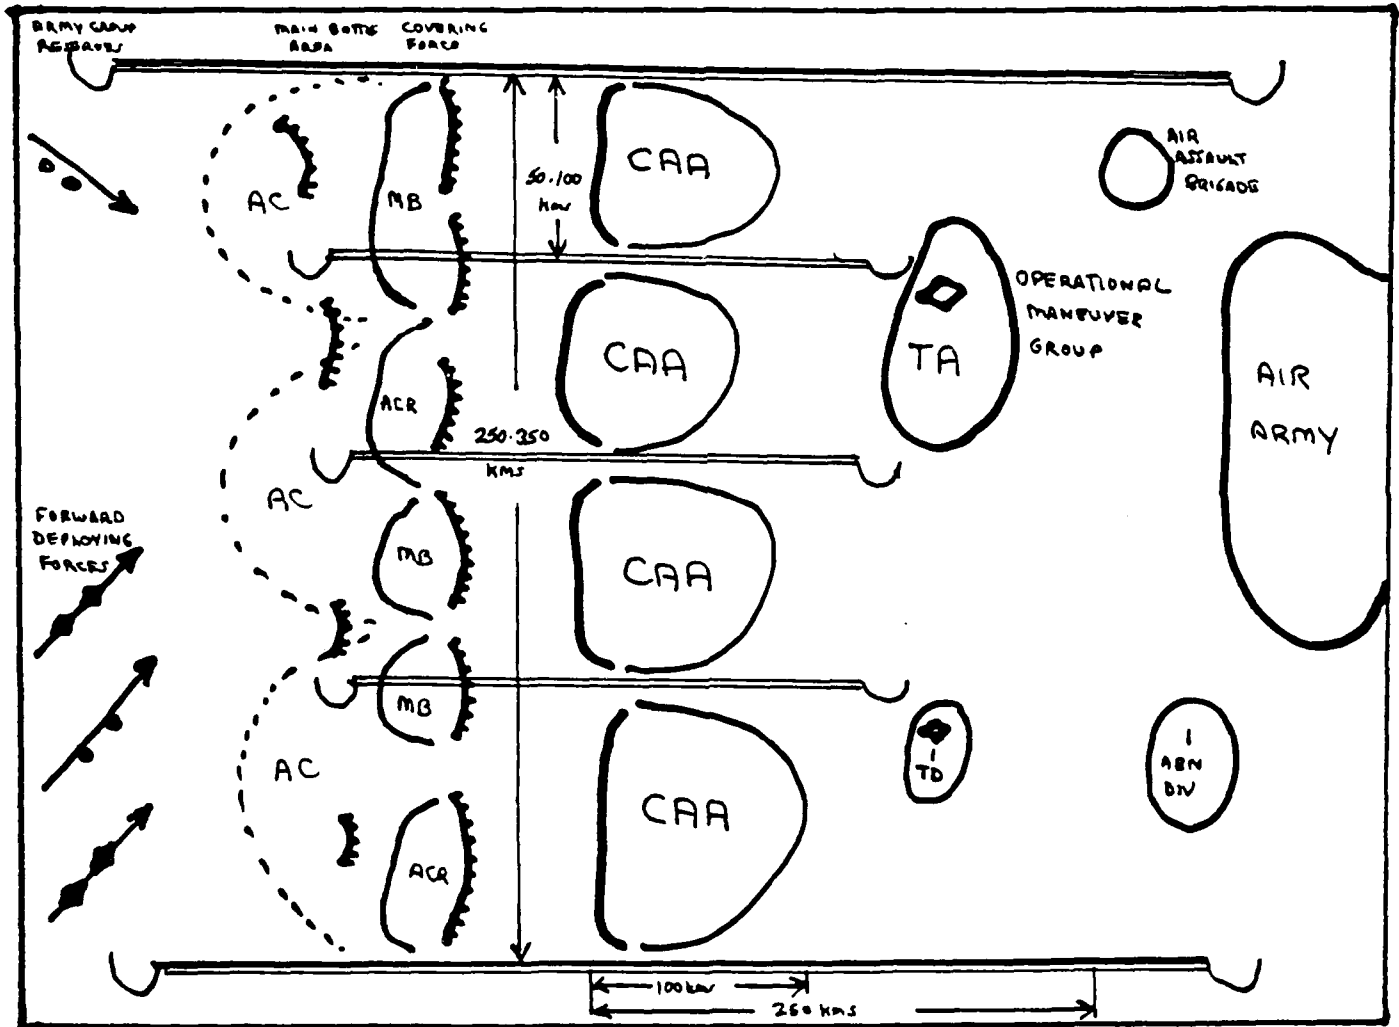 ARMY GROUP
RESERVES
MAIN BATTLE
AREA
COVERING
FORCE
AC
MB
50-100
kms
CAA
AIR
ASSAULT
BRIGADE
ACR
CAA
TA
OPERATIONAL
MANEUVER
GROUP
AIR
ARMY
250-350
KMS
AC
FORWARD
DEPLOYING
FORCES
MB
CAA
MB
AC
CAA
ACR
TD
ABN
DIV
100 km
250 kms